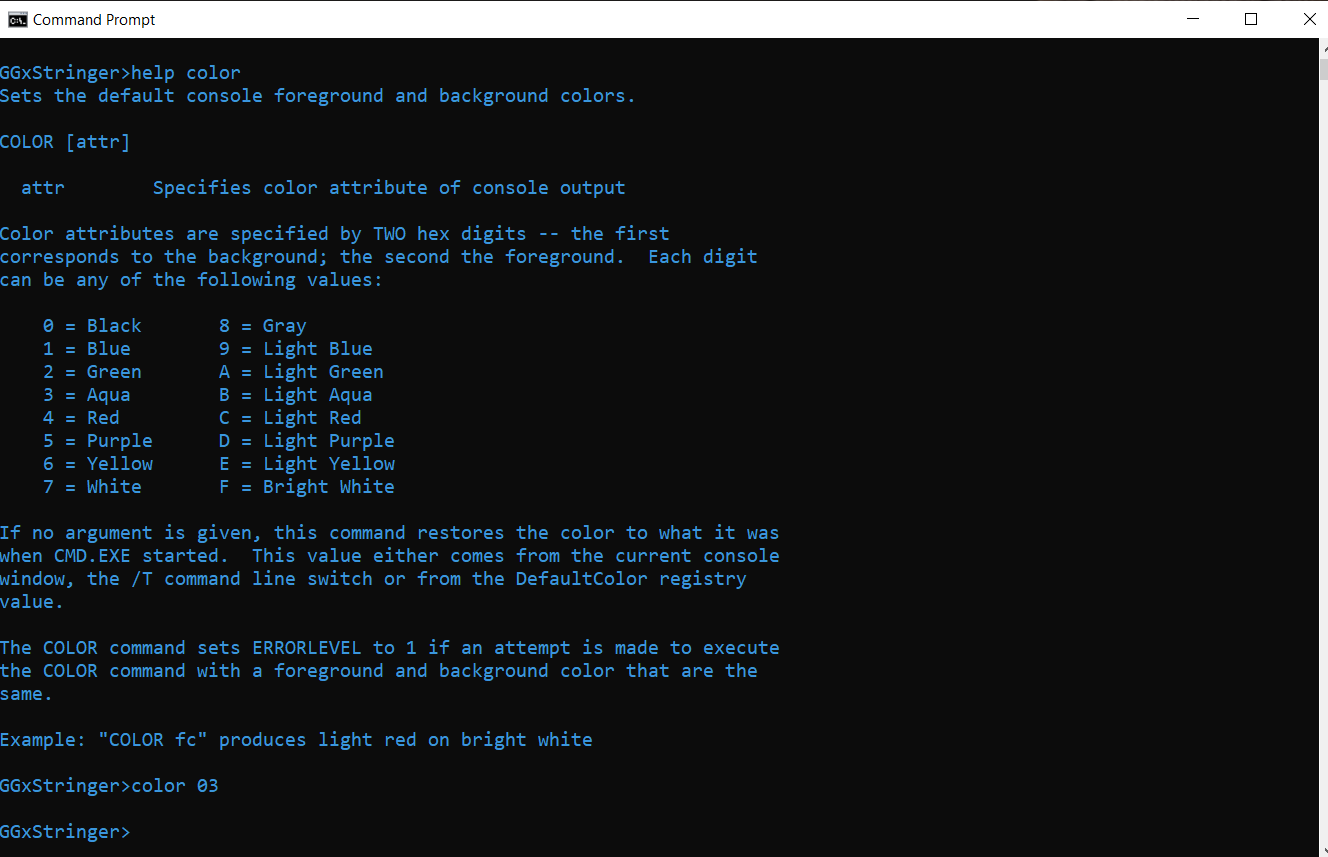 Command Prompt
GGxStringer>help color
Sets the default console foreground and background colors.
COLOR [attr]
  attr        Specifies color attribute of console output
Color attributes are specified by TWO hex digits -- the first
corresponds to the background; the second the foreground.  Each digit
can be any of the following values:
    0 = Black       8 = Gray
    1 = Blue        9 = Light Blue
    2 = Green       A = Light Green
    3 = Aqua        B = Light Aqua
    4 = Red         C = Light Red
    5 = Purple      D = Light Purple
    6 = Yellow      E = Light Yellow
    7 = White       F = Bright White
If no argument is given, this command restores the color to what it was
when CMD.EXE started.  This value either comes from the current console
window, the /T command line switch or from the DefaultColor registry
value.
The COLOR command sets ERRORLEVEL to 1 if an attempt is made to execute
the COLOR command with a foreground and background color that are the
same.
Example: "COLOR fc" produces light red on bright white
GGxStringer>color 03
GGxStringer>